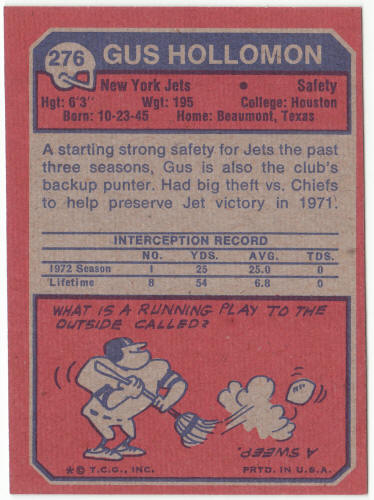 276 GUS HOLLOMON
New York Jets • Safety
Hgt: 6'3" Wgt: 195 College: Houston
Born: 10-23-45 Home: Beaumont, Texas
A starting strong safety for Jets the past
three seasons, Gus is also the club's
backup punter. Had big theft vs. Chiefs
to help preserve Jet victory in 1971.
INTERCEPTION RECORD
NO. YDS. AVG. TDS.
1972 Season 1 25 25.0 0
Lifetime 8 54 6.8 0
WHAT IS A RUNNING PLAY TO THE
OUTSIDE CALLED?
A SWEEP.
*© T.C.G., INC. PRTD. IN U.S.A.